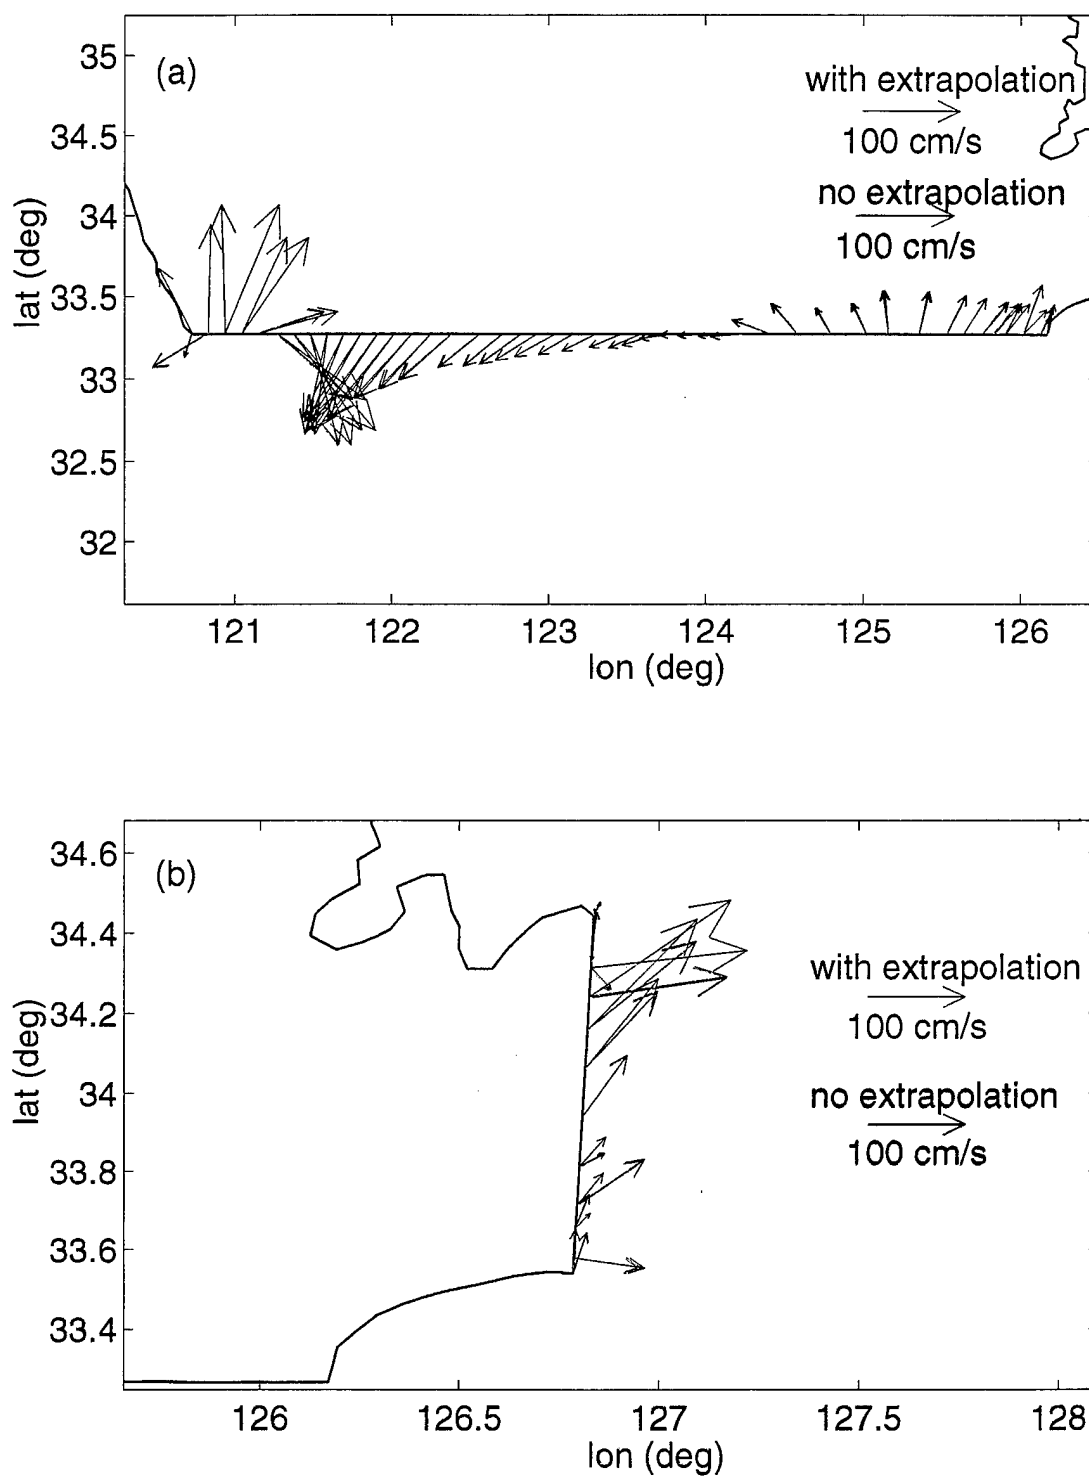 35
(a)
with extrapolation
34.5
100 cm/s
34
no extrapolation
100 cm/s
33.5
33
32.5
32
lat (deg)
121
122
123
124
125
126
lon (deg)
34.6
(b)
34.4
with extrapolation
34.2
100 cm/s
34
no extrapolation
33.8
100 cm/s
33.6
33.4
lat (deg)
126
126.5
127
127.5
128
lon (deg)